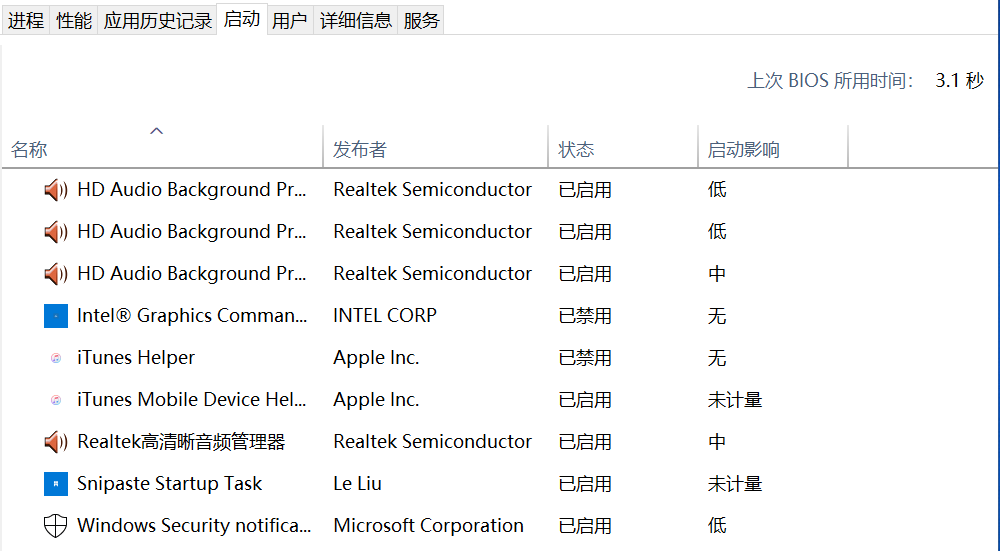 进程 性能 应用历史记录 启动 用户 详细信息 服务
上次 BIOS 所用时间： 3.1 秒
名称 发布者 状态 启动影响
HD Audio Background Pr... Realtek Semiconductor 已启用 低
HD Audio Background Pr... Realtek Semiconductor 已启用 低
HD Audio Background Pr... Realtek Semiconductor 已启用 中
Intel® Graphics Comman... INTEL CORP 已禁用 无
iTunes Helper Apple Inc. 已禁用 无
iTunes Mobile Device Hel... Apple Inc. 已启用 未计量
Realtek高清晰音频管理器 Realtek Semiconductor 已启用 中
Snipaste Startup Task Le Liu 已启用 未计量
Windows Security notifica... Microsoft Corporation 已启用 低